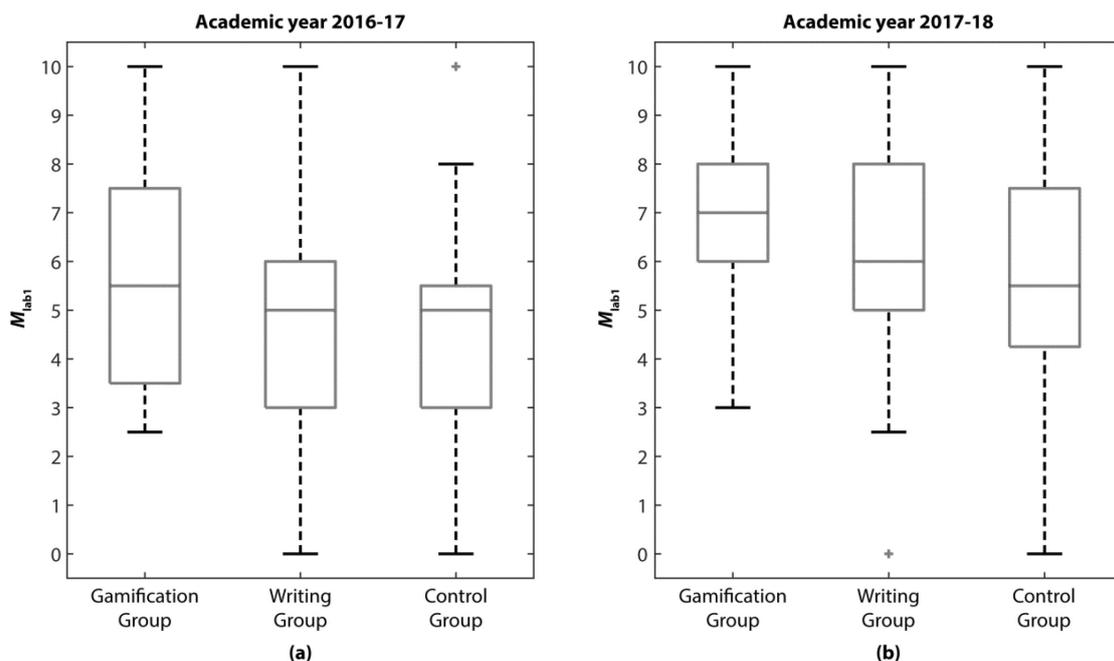 Academic year 2016-17
10
9
8
7
6
5
4
3
2
1
0
M lab1
Gamification
Group
Writing
Group
Control
Group
(a)
Academic year 2017-18
10
9
8
7
6
5
4
3
2
1
0
M lab1
Gamification
Group
Writing
Group
Control
Group
(b)